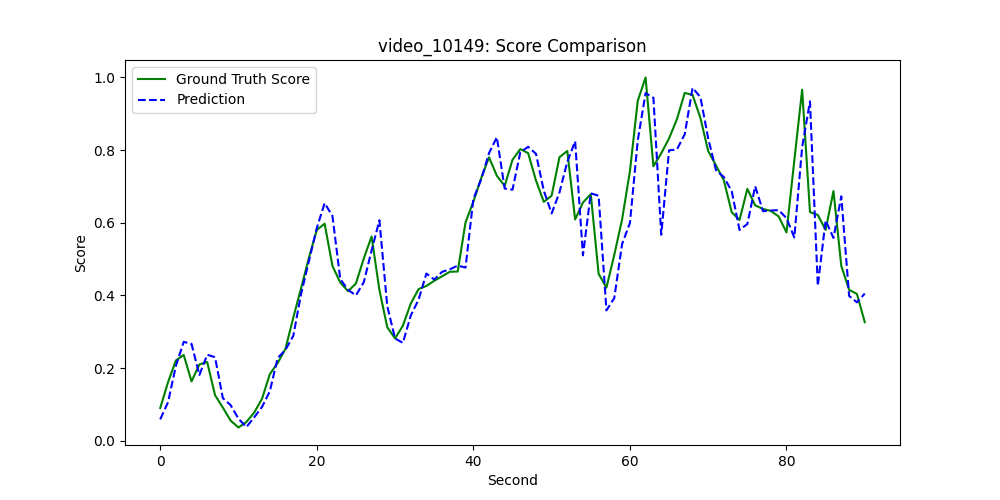 video_10149: Score Comparison
Ground Truth Score
Prediction
Score
1.0
0.8
0.6
0.4
0.2
0.0
0 20 40 60 80
Second